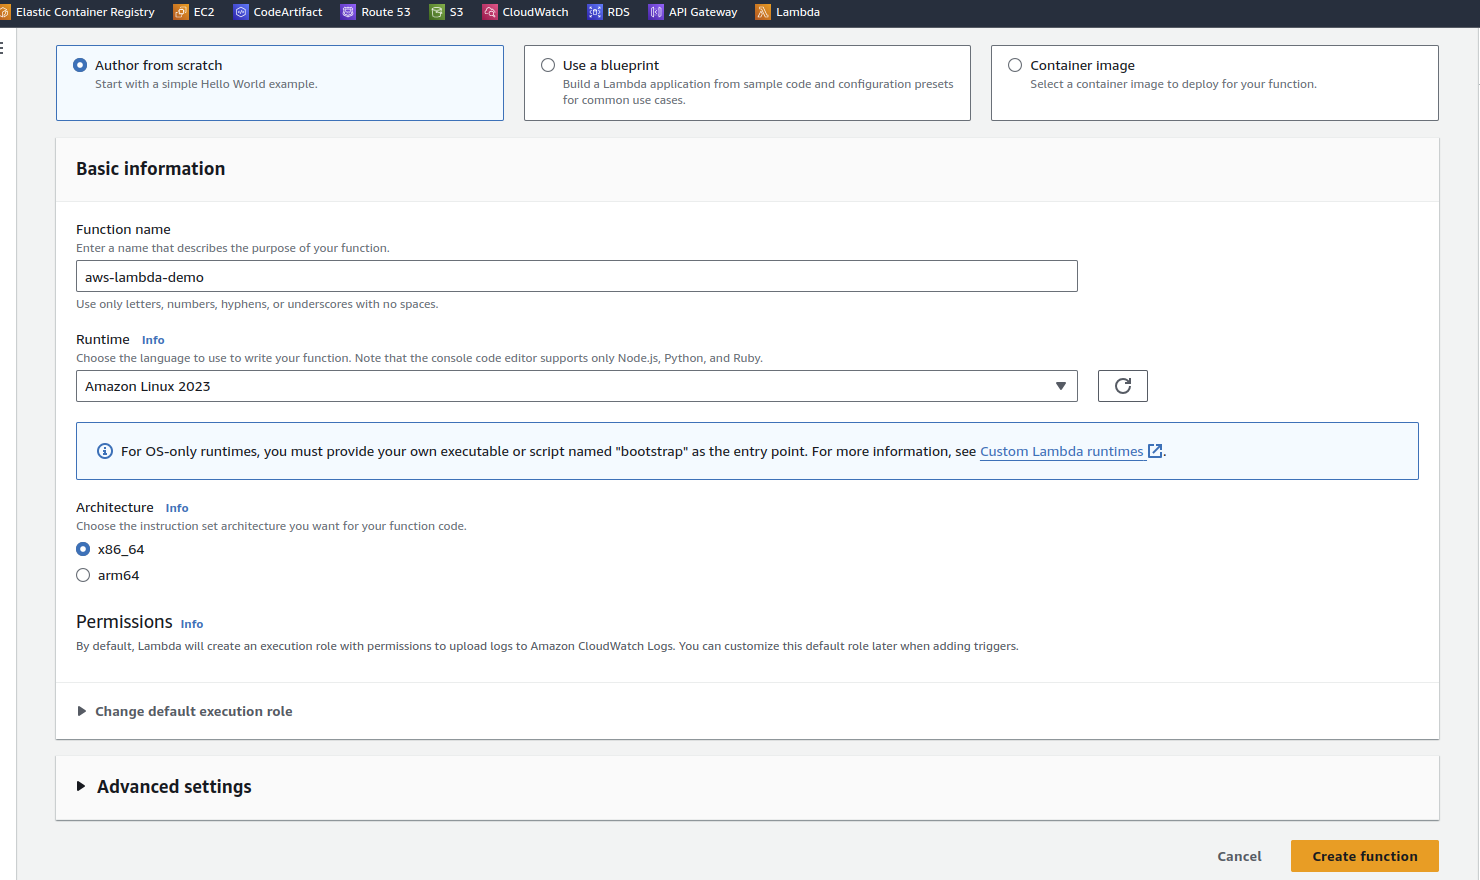 Elastic Container Registry EC2 CodeArtifact Route 53 S3 CloudWatch RDS API Gateway Lambda
Author from scratch
Start with a simple Hello World example.
Use a blueprint
Build a Lambda application from sample code and configuration presets
for common use cases.
Container image
Select a container image to deploy for your function.
Basic information
Function name
Enter a name that describes the purpose of your function.
aws-lambda-demo
Use only letters, numbers, hyphens, or underscores with no spaces.
Runtime Info
Choose the language to use to write your function. Note that the console code editor supports only Node.js, Python, and Ruby.
Amazon Linux 2023
For OS-only runtimes, you must provide your own executable or script named "bootstrap" as the entry point. For more information, see Custom Lambda runtimes.
Architecture Info
Choose the instruction set architecture you want for your function code.
x86_64
arm64
Permissions Info
By default, Lambda will create an execution role with permissions to upload logs to Amazon CloudWatch Logs. You can customize this default role later when adding triggers.
Change default execution role
Advanced settings
Cancel Create function